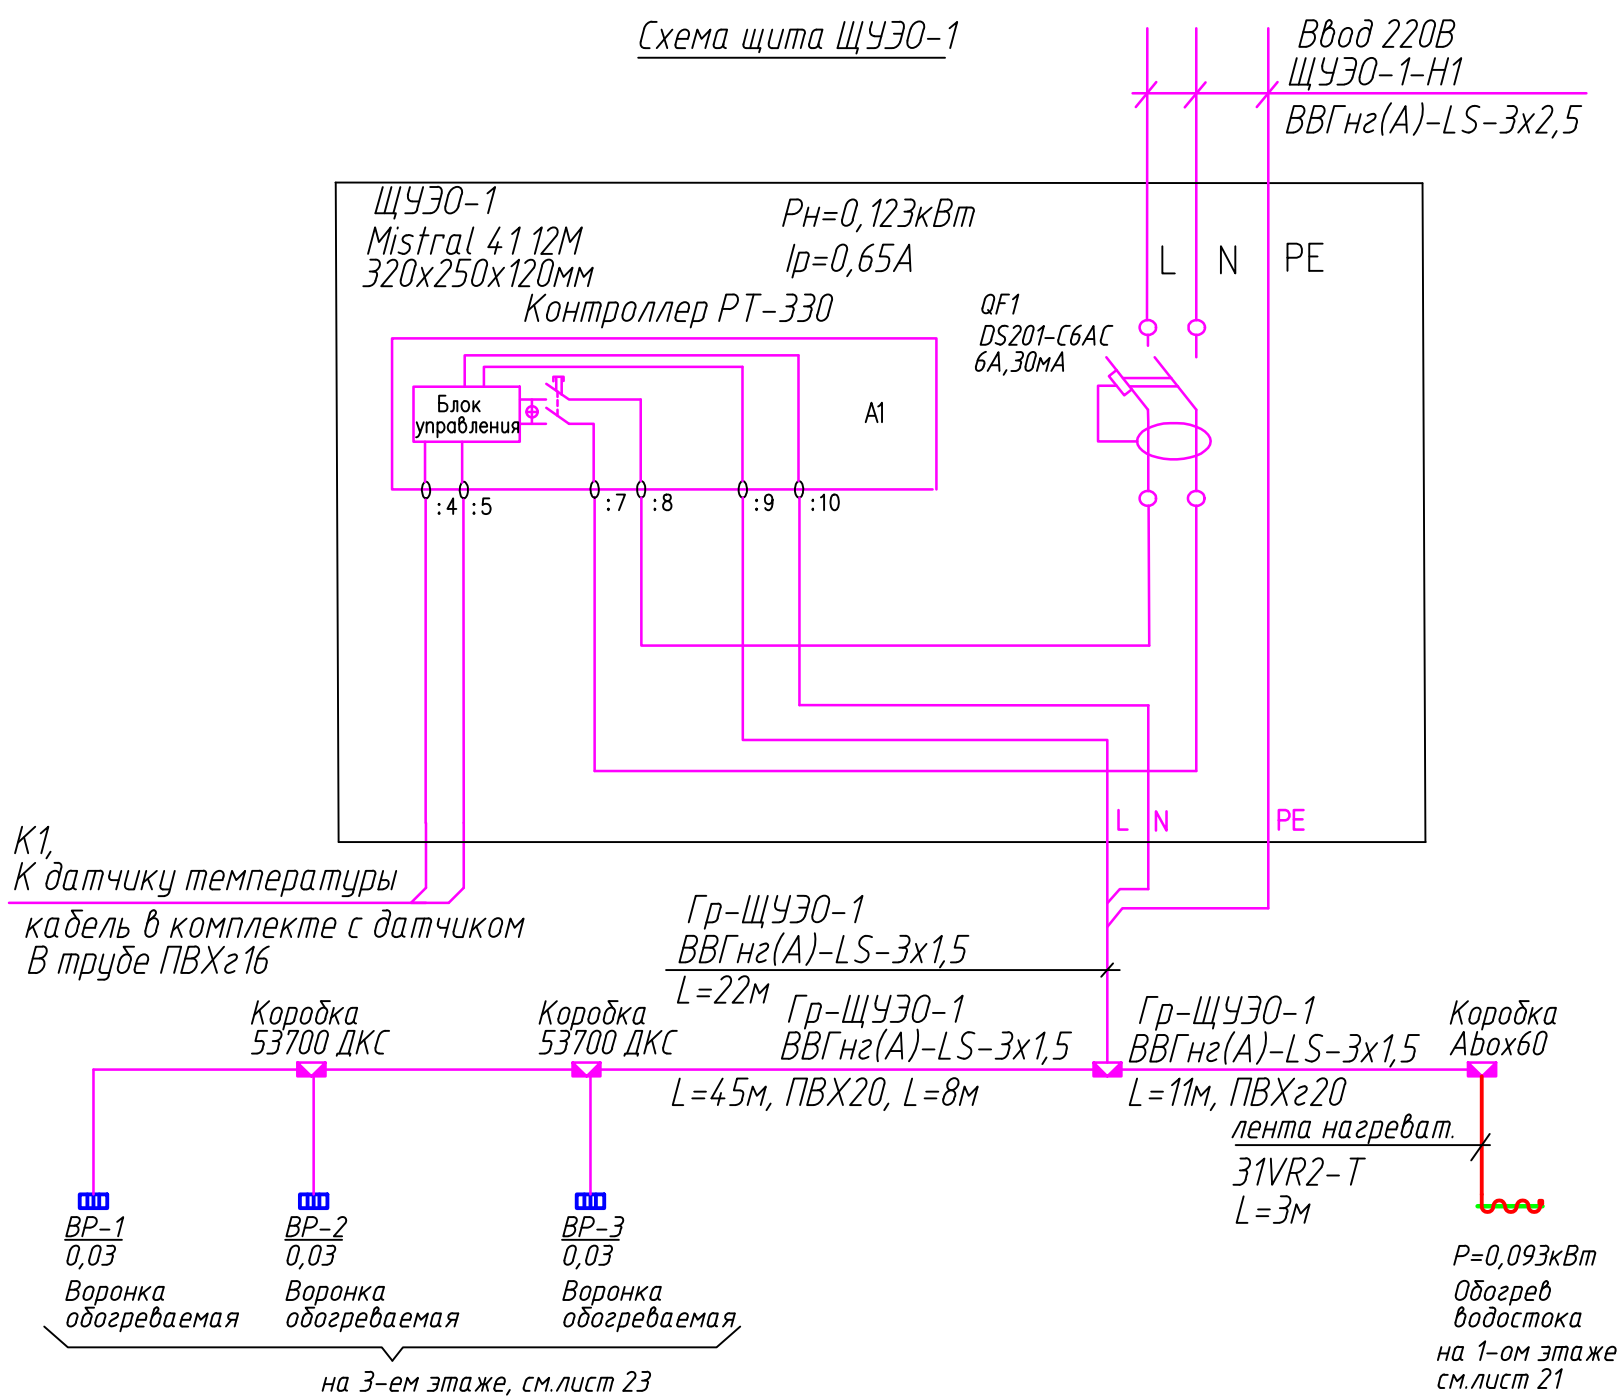 Схема щита ЩУЭО-1
Ввод 220В
ЩУЭО-1-Н1
ВВГнг(А)-LS-3х2,5
ЩУЭО-1
Mistral 41 12М
320х250х120мм
Рн=0,123кВт
Iр=0,65А
Контроллер РТ-330
L
N
PE
QF1
DS201-C6AC
6А,30мА
Блок
управления
А1
:4
:5
:7
:8
:9
:10
L
N
PE
К1,
К датчику температуры
кабель в комплекте с датчиком
В трубе ПВХг16
Гр-ЩУЭО-1
ВВГнг(А)-LS-3х1,5
L=22м
Коробка
53700 ДКС
Коробка
53700 ДКС
Гр-ЩУЭО-1
ВВГнг(А)-LS-3х1,5
L=45м, ПВХ20, L=8м
Гр-ЩУЭО-1
ВВГнг(А)-LS-3х1,5
L=11м, ПВХг20
Коробка
Abox60
лента нагреват.
31VR2-T
L=3м
ВР-1
0,03
Воронка
обогреваемая
ВР-2
0,03
Воронка
обогреваемая
ВР-3
0,03
Воронка
обогреваемая
на 3-ем этаже, см.лист 23
Р=0,093кВт
Обогрев
водостока
на 1-ом этаже
см.лист 21